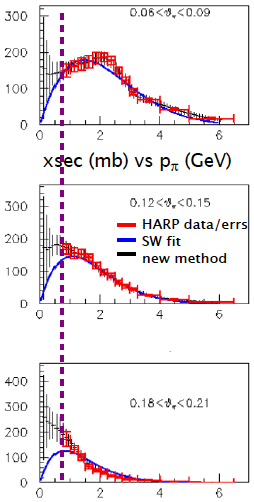 300
0.06<ϑπ<0.09
200
100
0
0 2 4 6
xsec (mb) vs pπ (GeV)
300
0.12<ϑπ<0.15
HARP data/errs
200
SW fit
new method
100
0
0 2 4 6
400
0.18<ϑπ<0.21
300
200
100
0
0 2 4 6